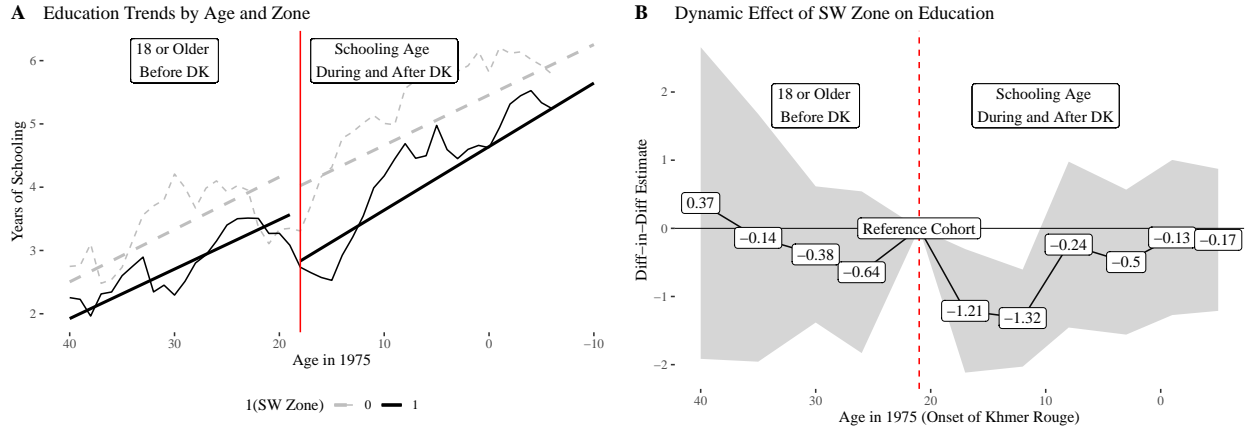 A Education Trends by Age and Zone
18 or Older
Before DK
Schooling Age
During and After DK
Years of Schooling
6
5
4
3
2
40
30
20
10
0
−10
Age in 1975
1(SW Zone) 0 1
B Dynamic Effect of SW Zone on Education
18 or Older
Before DK
Schooling Age
During and After DK
Diff−in−Diff Estimate
2
1
0
−1
−2
0.37
−0.14
−0.38
−0.64
Reference Cohort
−1.21
−1.32
−0.24
−0.5
−0.13
−0.17
40
30
20
10
0
Age in 1975 (Onset of Khmer Rouge)